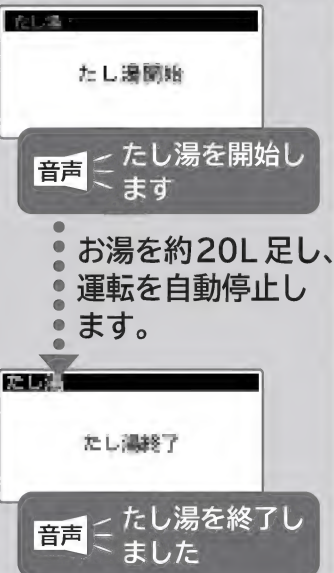 たし湯
たし湯開始
音声
たし湯を開始し
ます
お湯を約20L 足し、
運転を自動停止し
ます。
たし湯
たし湯終了
音声
たし湯を終了し
ました